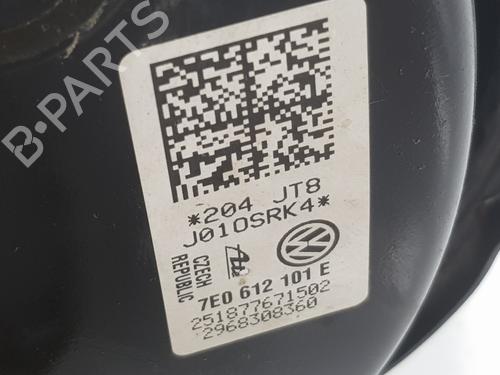 B-PARTS
*204 JT8
J010SRK4*
CZECH
REPUBLIC
7E0 612 101 E
251877671502
2968308360